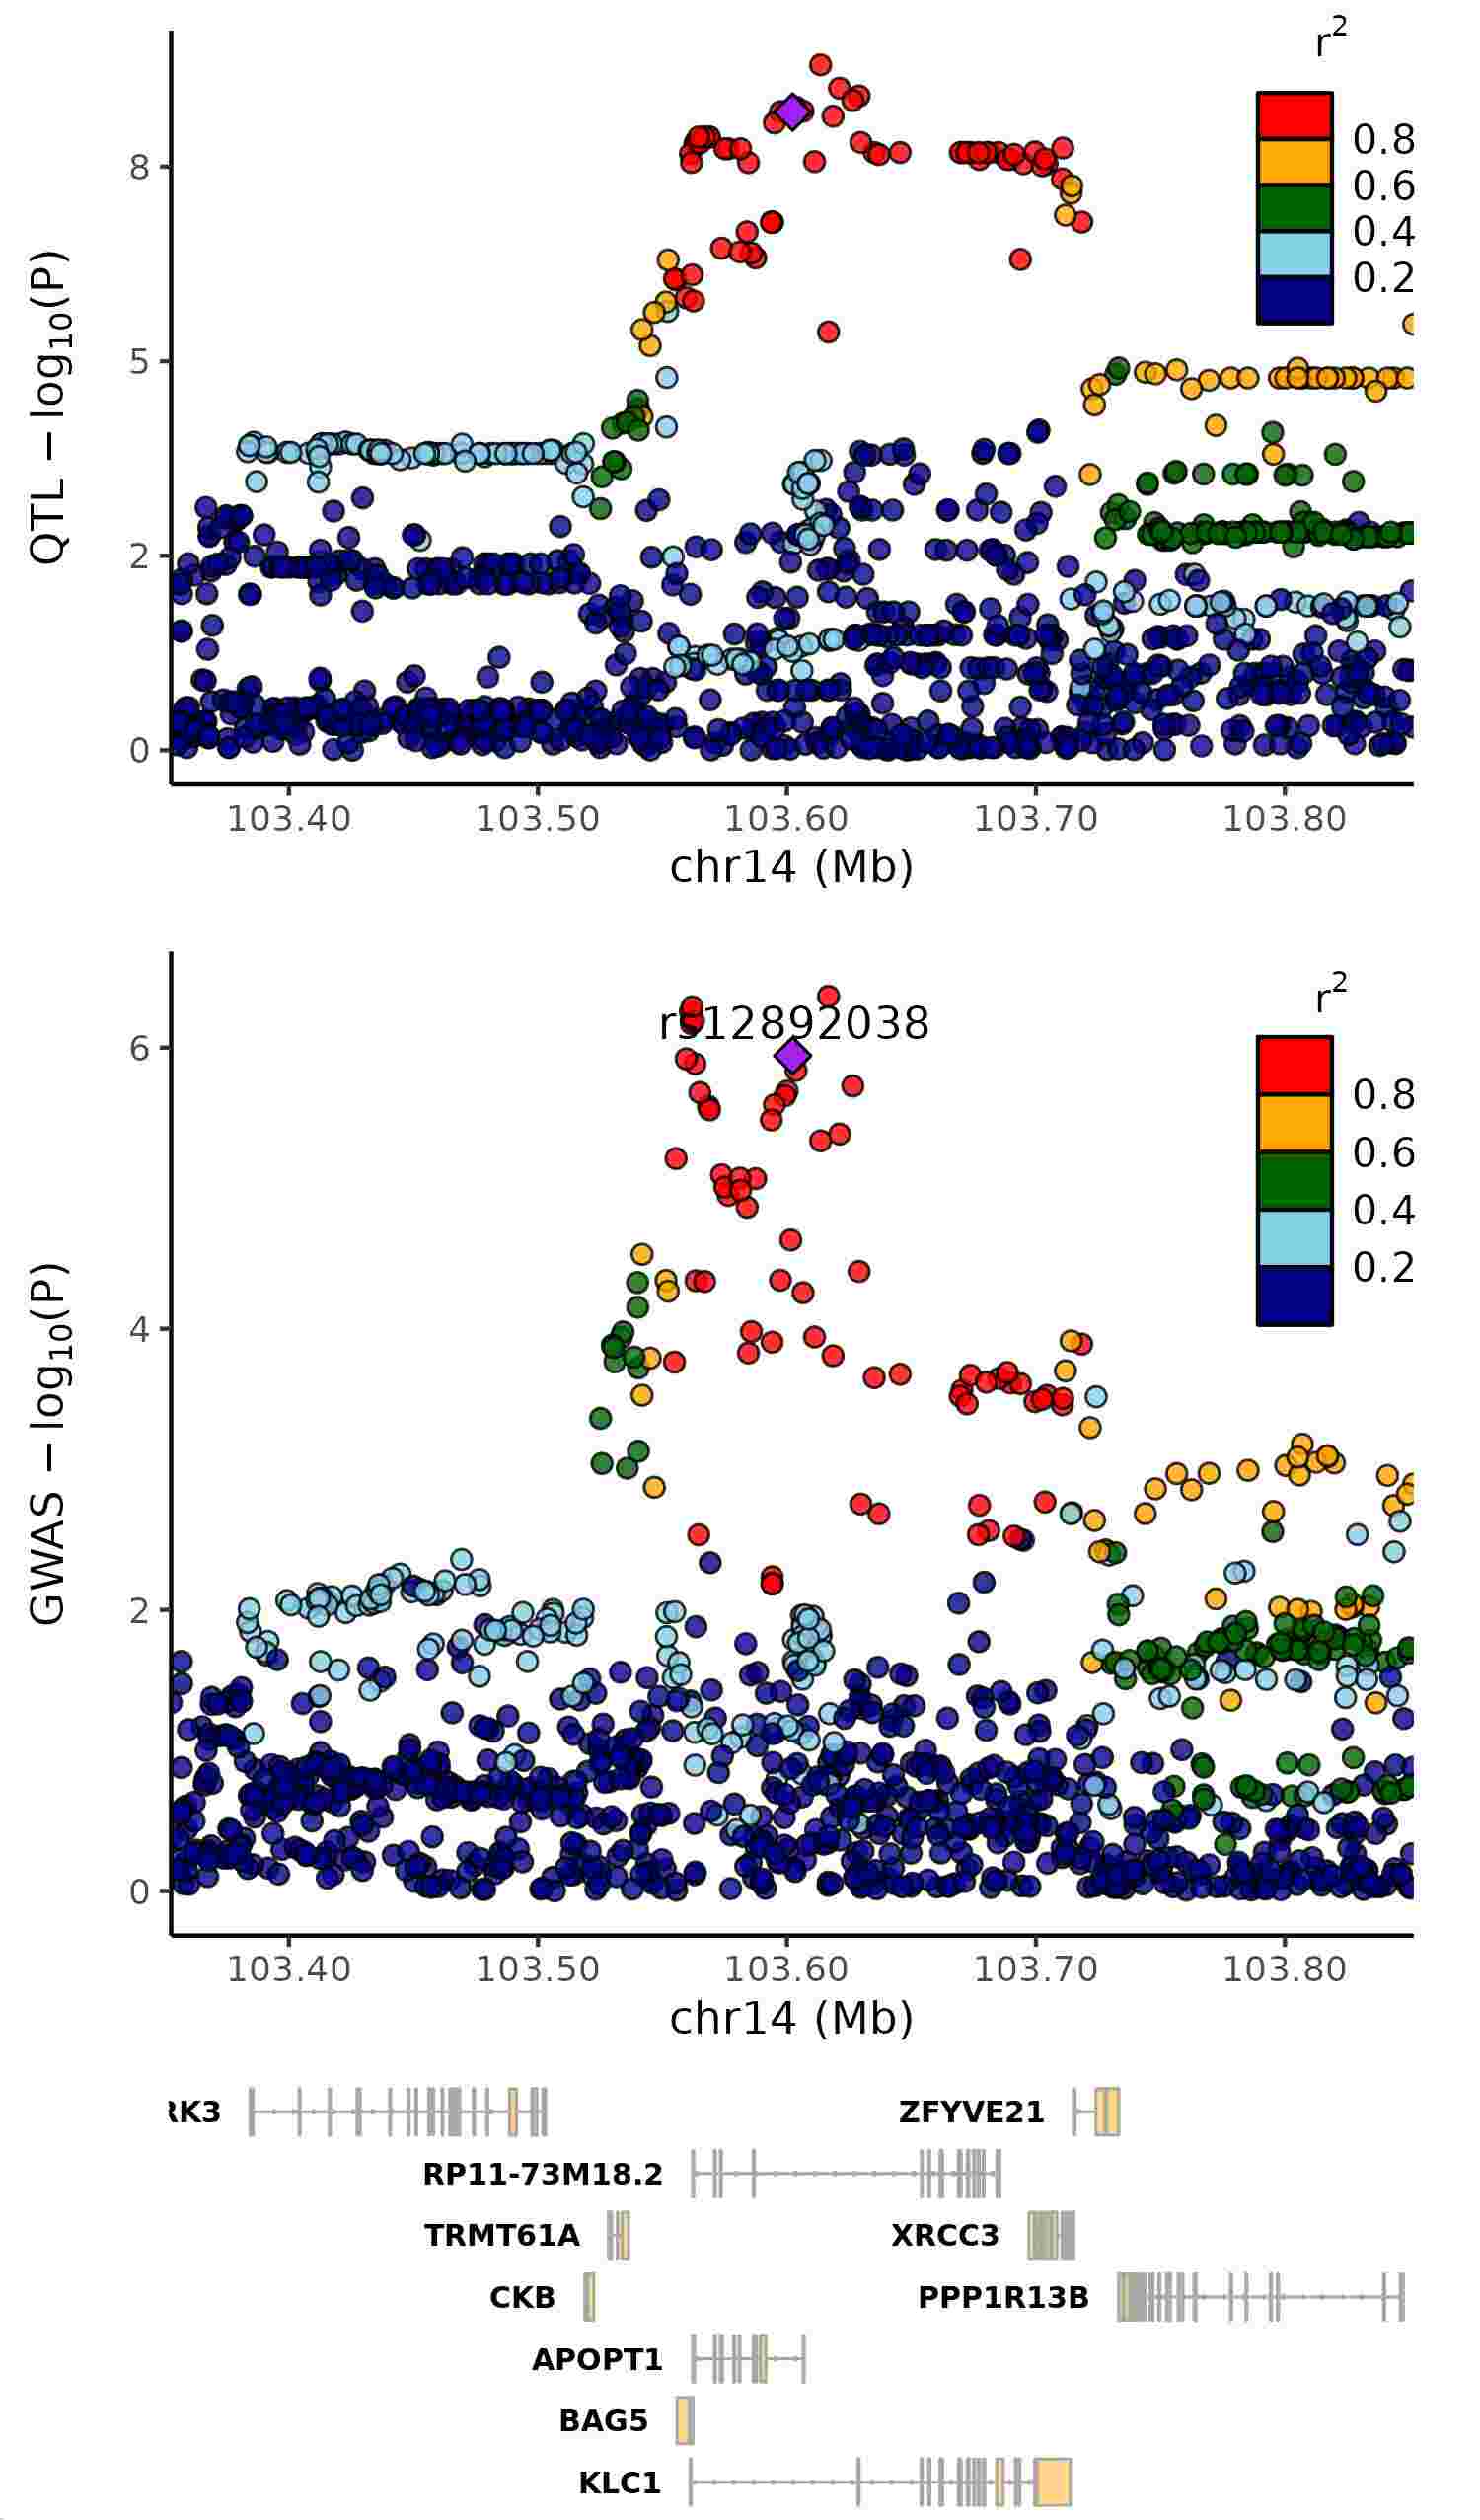 r2
QTL − log10(P)
8
5
2
0
0.8
0.6
0.4
0.2
103.40 103.50 103.60 103.70 103.80
chr14 (Mb)
r2
GWAS − log10(P)
6
4
2
0
rs12892038
0.8
0.6
0.4
0.2
103.40 103.50 103.60 103.70 103.80
chr14 (Mb)
RK3 ZFYVE21
RP11-73M18.2
TRMT61A XRCC3
CKB PPP1R13B
APOPT1
BAG5
KLC1